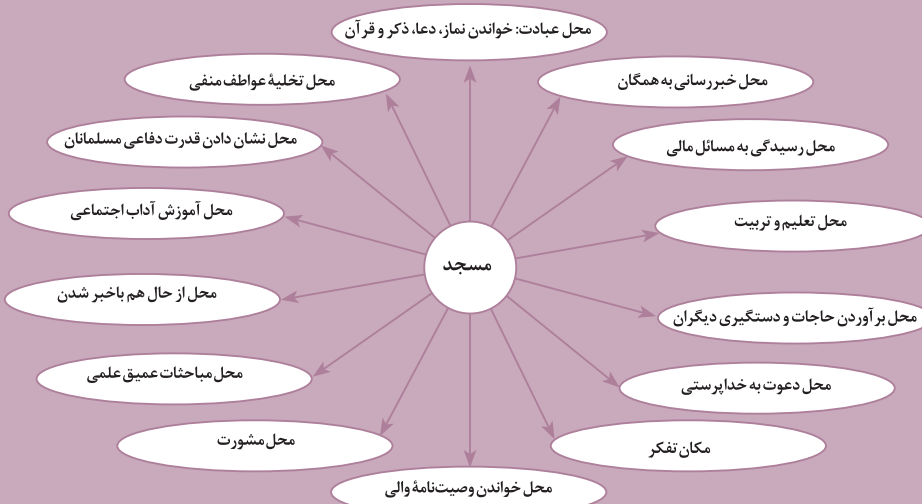 محل عبادت: خواندن نماز، دعا، ذکر و قرآن
محل خبررسانی به همگان
محل رسیدگی به مسائل مالی
محل تعلیم و تربیت
محل برآوردن حاجات و دستگیری دیگران
محل دعوت به خداپرستی
مکان تفکر
محل خواندن وصیت‌نامهٔ والی
محل مشورت
محل مباحثات عمیق علمی
محل از حال هم باخبر شدن
محل آموزش آداب اجتماعی
محل نشان دادن قدرت دفاعی مسلمانان
محل تخلیهٔ عواطف منفی
مسجد